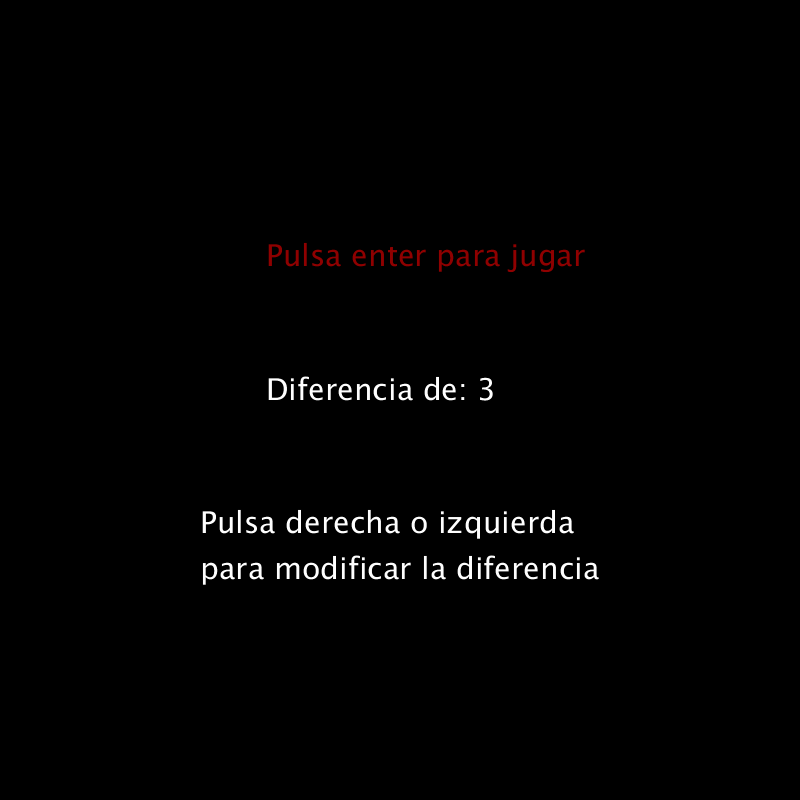 Pulsa enter para jugar
Diferencia de: 3
Pulsa derecha o izquierda
para modificar la diferencia